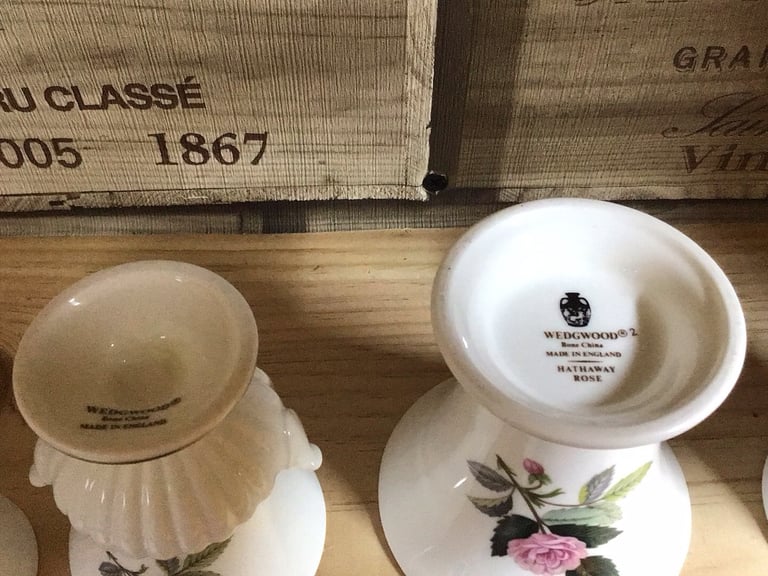 RU CLASSÉ
005 1867
GRAN
Vin
WEDGWOOD®
Bone China
MADE IN ENGLAND
WEDGWOOD® 2
Bone China
MADE IN ENGLAND
HATHAWAY
ROSE